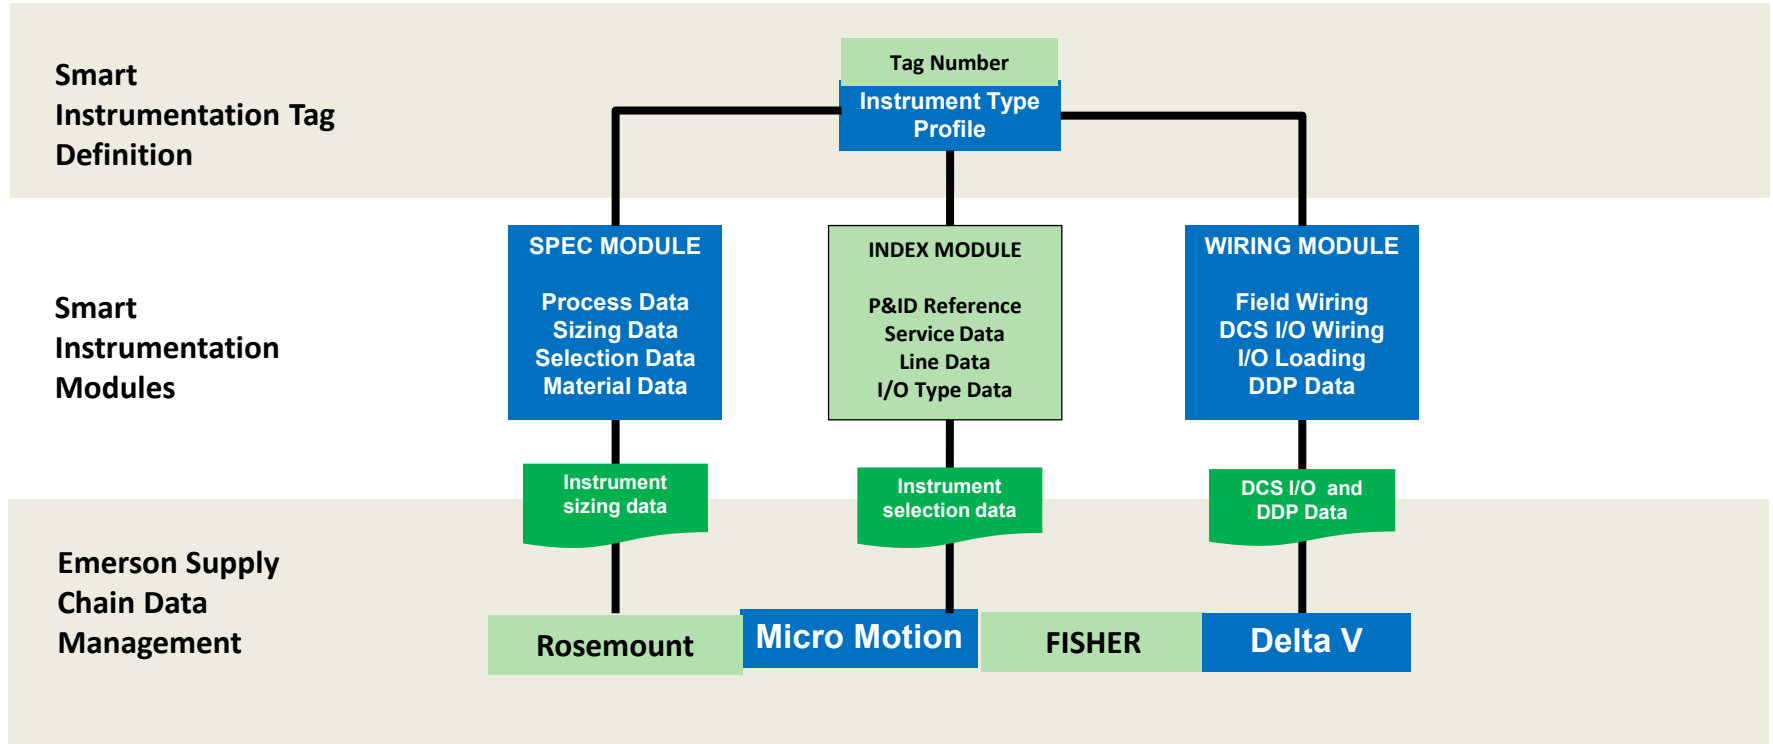 Smart
Instrumentation Tag
Definition
Tag Number
Instrument Type
Profile
Smart
Instrumentation
Modules
SPEC MODULE
Process Data
Sizing Data
Selection Data
Material Data
INDEX MODULE
P&ID Reference
Service Data
Line Data
I/O Type Data
WIRING MODULE
Field Wiring
DCS I/O Wiring
I/O Loading
DDP Data
Instrument
sizing data
Instrument
selection data
DCS I/O and
DDP Data
Emerson Supply
Chain Data
Management
Rosemount
Micro Motion
FISHER
Delta V